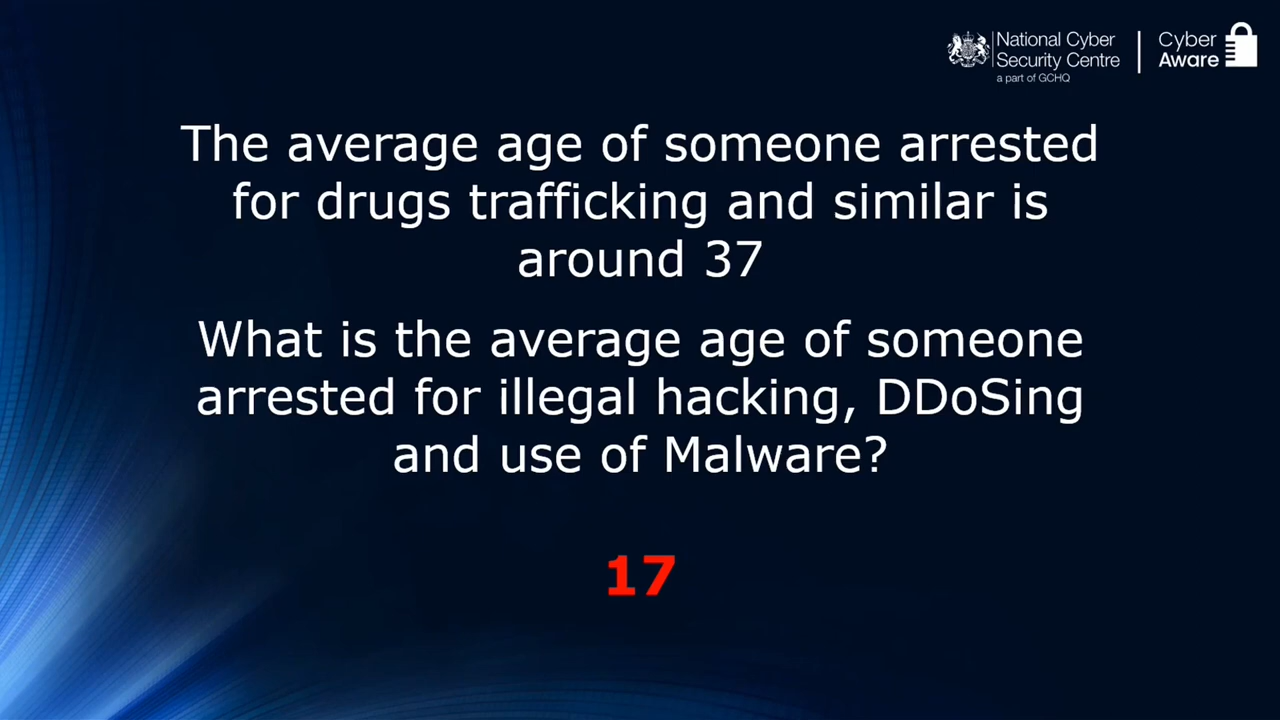 National Cyber
Security Centre
a part of GCHQ
Cyber
Aware
The average age of someone arrested
for drugs trafficking and similar is
around 37
What is the average age of someone
arrested for illegal hacking, DDoSing
and use of Malware?
17